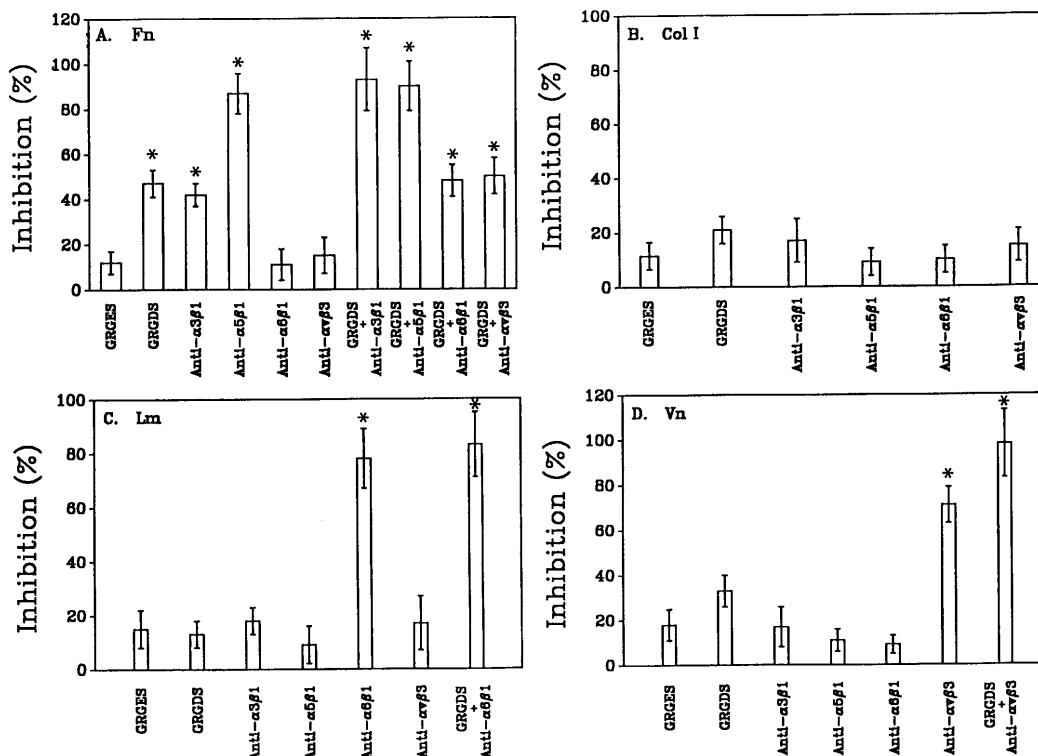 A. Fn
Inhibition (%)
120
100
80
60
40
20
0
* * * * * * *
GRGES
GRGDS
Anti-α3β1
Anti-α5β1
Anti-α6β1
Anti-αvβ3
GRGDS
+
Anti-α3β1
GRGDS
+
Anti-α5β1
GRGDS
+
Anti-α6β1
GRGDS
+
Anti-αvβ3
B. Col I
Inhibition (%)
100
80
60
40
20
0
GRGES
GRGDS
Anti-α3β1
Anti-α5β1
Anti-α6β1
Anti-αvβ3
C. Lm
Inhibition (%)
100
80
60
40
20
0
* *
GRGES
GRGDS
Anti-α3β1
Anti-α5β1
Anti-α6β1
Anti-αvβ3
GRGDS
+
Anti-α6β1
D. Vn
Inhibition (%)
120
100
80
60
40
20
0
* *
GRGES
GRGDS
Anti-α3β1
Anti-α5β1
Anti-α6β1
Anti-αvβ3
GRGDS
+
Anti-αvβ3